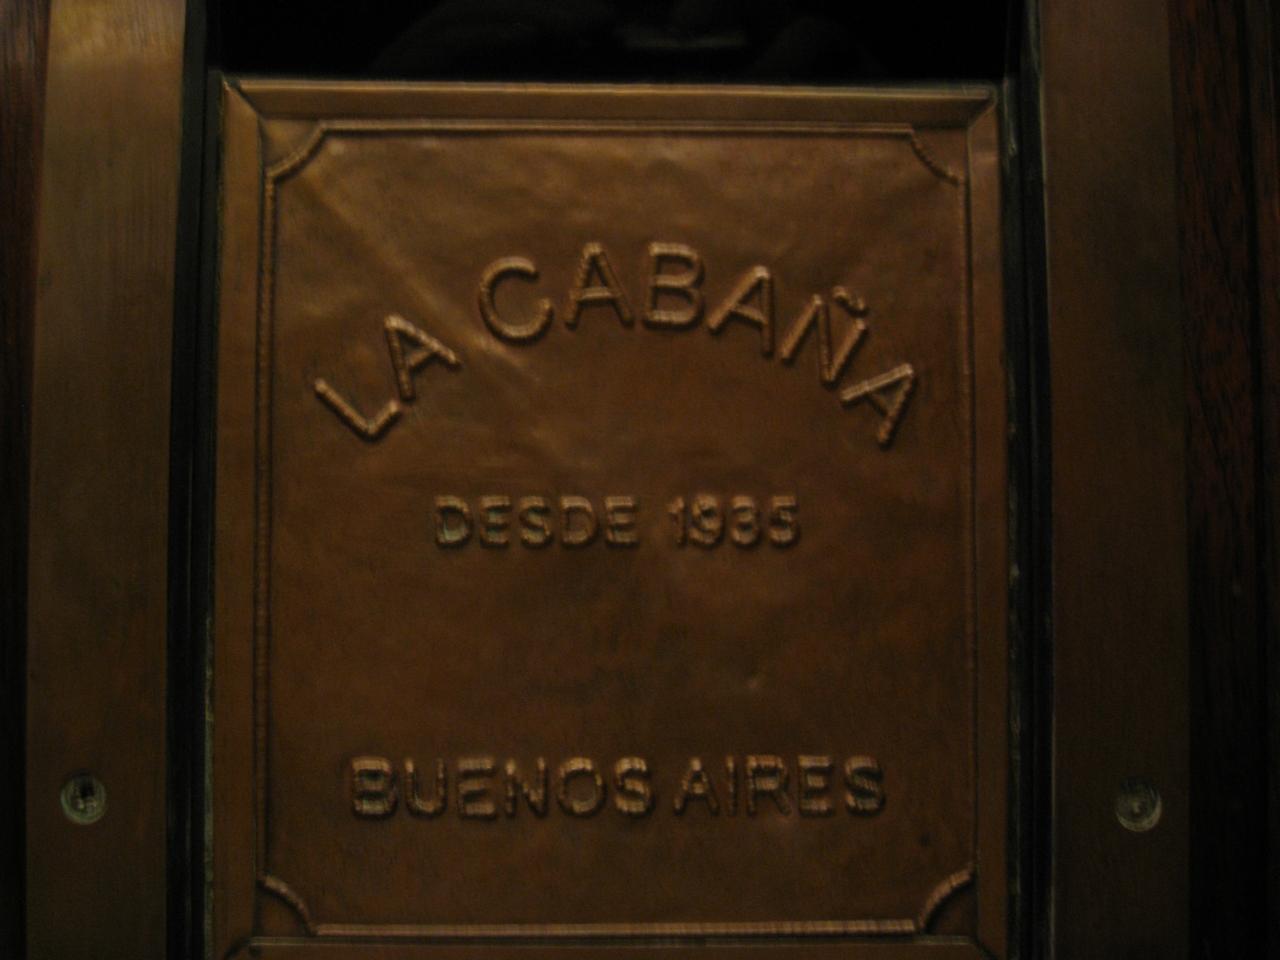 LA CABAÑA
DESDE 1935
BUENOS AIRES